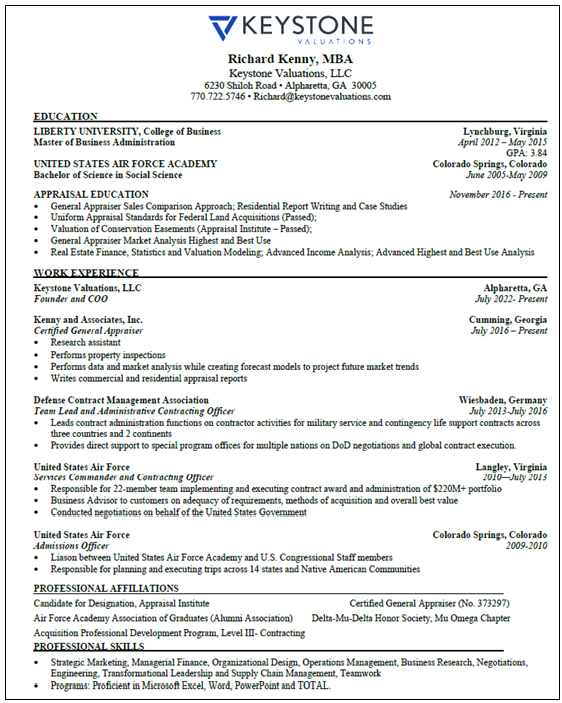 KEYSTONE
VALUATIONS
Richard Kenny, MBA
Keystone Valuations, LLC
6230 Shiloh Road • Alpharetta, GA 30005
770.722.5746 • Richard@keystonevaluations.com
EDUCATION
LIBERTY UNIVERSITY, College of Business Lynchburg, Virginia
Master of Business Administration April 2012 – May 2015
GPA: 3.84
UNITED STATES AIR FORCE ACADEMY Colorado Springs, Colorado
Bachelor of Science in Social Science June 2005-May 2009
APPRAISAL EDUCATION November 2016 - Present
• General Appraiser Sales Comparison Approach; Residential Report Writing and Case Studies
• Uniform Appraisal Standards for Federal Land Acquisitions (Passed);
• Valuation of Conservation Easements (Appraisal Institute – Passed);
• General Appraiser Market Analysis Highest and Best Use
• Real Estate Finance, Statistics and Valuation Modeling; Advanced Income Analysis; Advanced Highest and Best Use Analysis
WORK EXPERIENCE
Keystone Valuations, LLC Alpharetta, GA
Founder and COO July 2022- Present
Kenny and Associates, Inc. Cumming, Georgia
Certified General Appraiser July 2016 – Present
• Research assistant
• Performs property inspections
• Performs data and market analysis while creating forecast models to project future market trends
• Writes commercial and residential appraisal reports
Defense Contract Management Association Wiesbaden, Germany
Team Lead and Administrative Contracting Officer July 2013-July 2016
• Leads contract administration functions on contractor activities for military service and contingency life support contracts across
three countries and 2 continents
• Provides direct support to special program offices for multiple nations on DoD negotiations and global contract execution.
United States Air Force Langley, Virginia
Services Commander and Contracting Officer 2010—July 2013
• Responsible for 22-member team implementing and executing contract award and administration of $220M+ portfolio
• Business Advisor to customers on adequacy of requirements, methods of acquisition and overall best value
• Conducted negotiations on behalf of the United States Government
United States Air Force Colorado Springs, Colorado
Admissions Officer 2009-2010
• Liason between United States Air Force Academy and U.S. Congressional Staff members
• Responsible for planning and executing trips across 14 states and Native American Communities
PROFESSIONAL AFFILIATIONS
Candidate for Designation, Appraisal Institute Certified General Appraiser (No. 373297)
Air Force Academy Association of Graduates (Alumni Association) Delta-Mu-Delta Honor Society, Mu Omega Chapter
Acquisition Professional Development Program, Level III- Contracting
PROFESSIONAL SKILLS
• Strategic Marketing, Managerial Finance, Organizational Design, Operations Management, Business Research, Negotiations,
Engineering, Transformational Leadership and Supply Chain Management, Teamwork
• Programs: Proficient in Microsoft Excel, Word, PowerPoint and TOTAL.